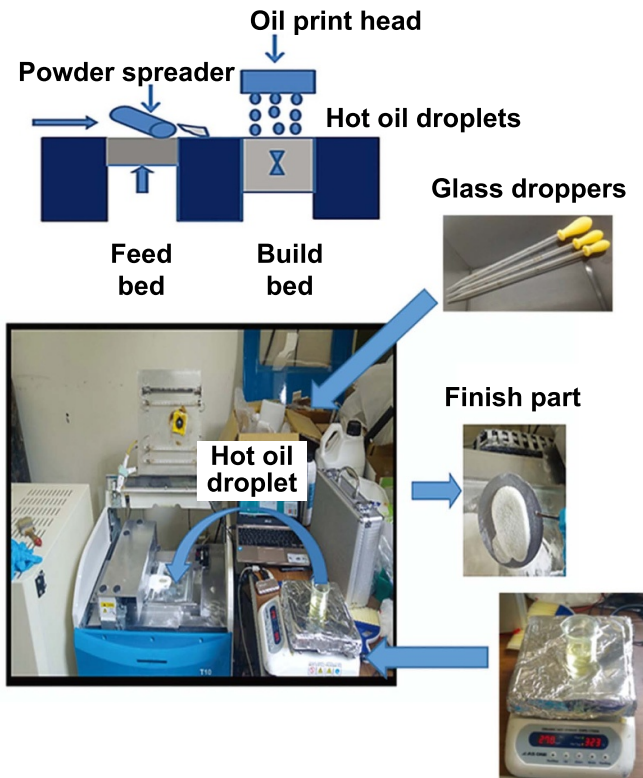 Oil print head
Powder spreader
Hot oil droplets
Glass droppers
Feed
bed
Build
bed
Finish part
Hot oil
droplet
T10